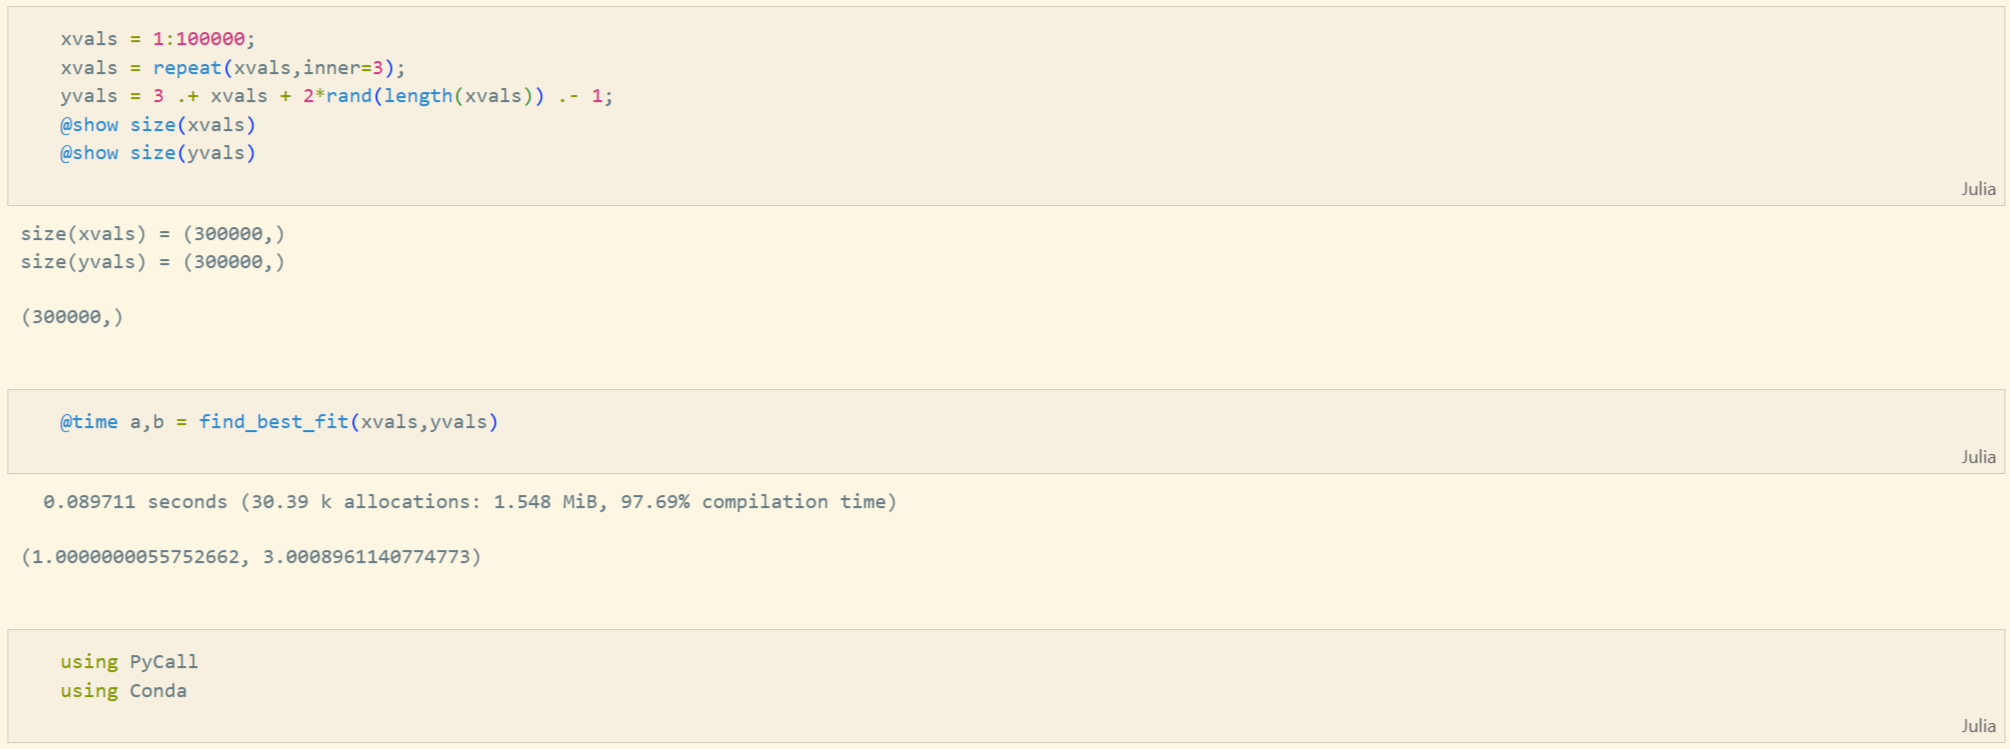 xvals = 1:100000;
xvals = repeat(xvals,inner=3);
yvals = 3 .+ xvals + 2*rand(length(xvals)) .- 1;
@show size(xvals)
@show size(yvals)
Julia
size(xvals) = (300000,)
size(yvals) = (300000,)
(300000,)
@time a,b = find_best_fit(xvals,yvals)
Julia
0.089711 seconds (30.39 k allocations: 1.548 MiB, 97.69% compilation time)
(1.0000000055752662, 3.0008961140774773)
using PyCall
using Conda
Julia